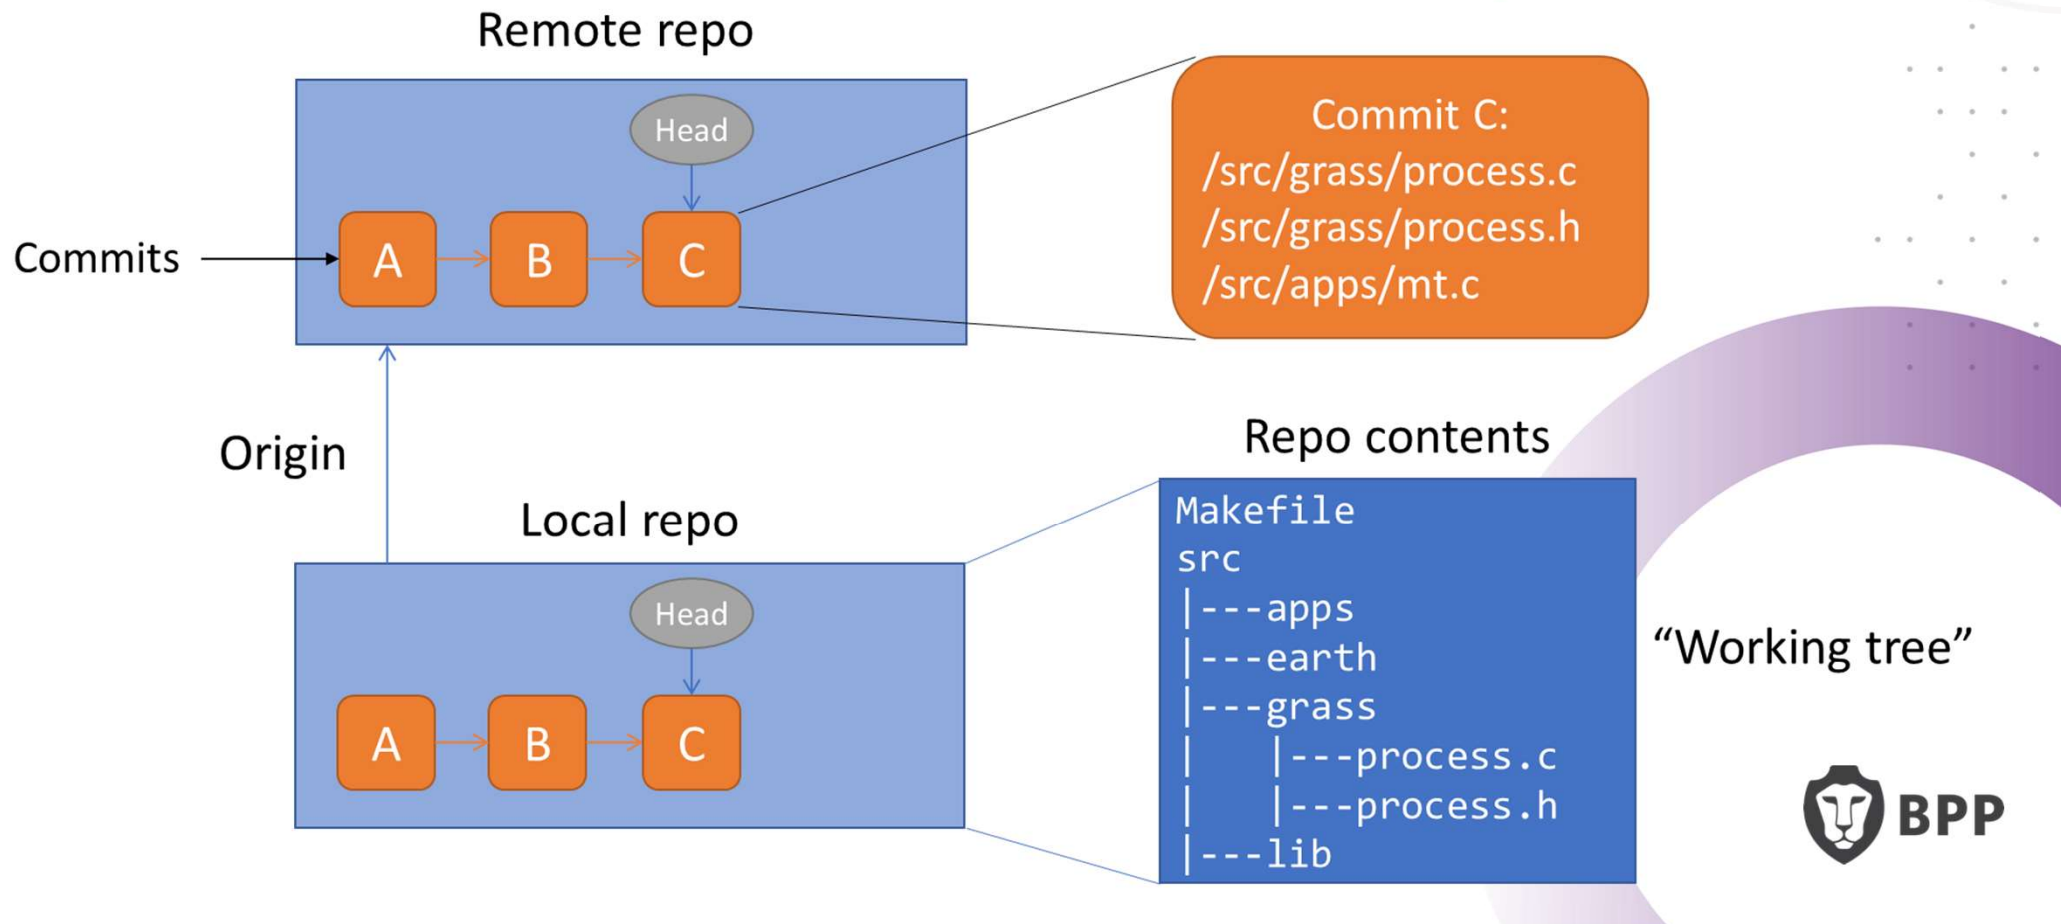 Remote repo
Head
Commits
A
B
C
Commit C:
/src/grass/process.c
/src/grass/process.h
/src/apps/mt.c
Origin
Local repo
Head
A
B
C
Repo contents
Makefile
src
|---apps
|---earth
|---grass
|   |---process.c
|   |---process.h
|---lib
“Working tree”
BPP